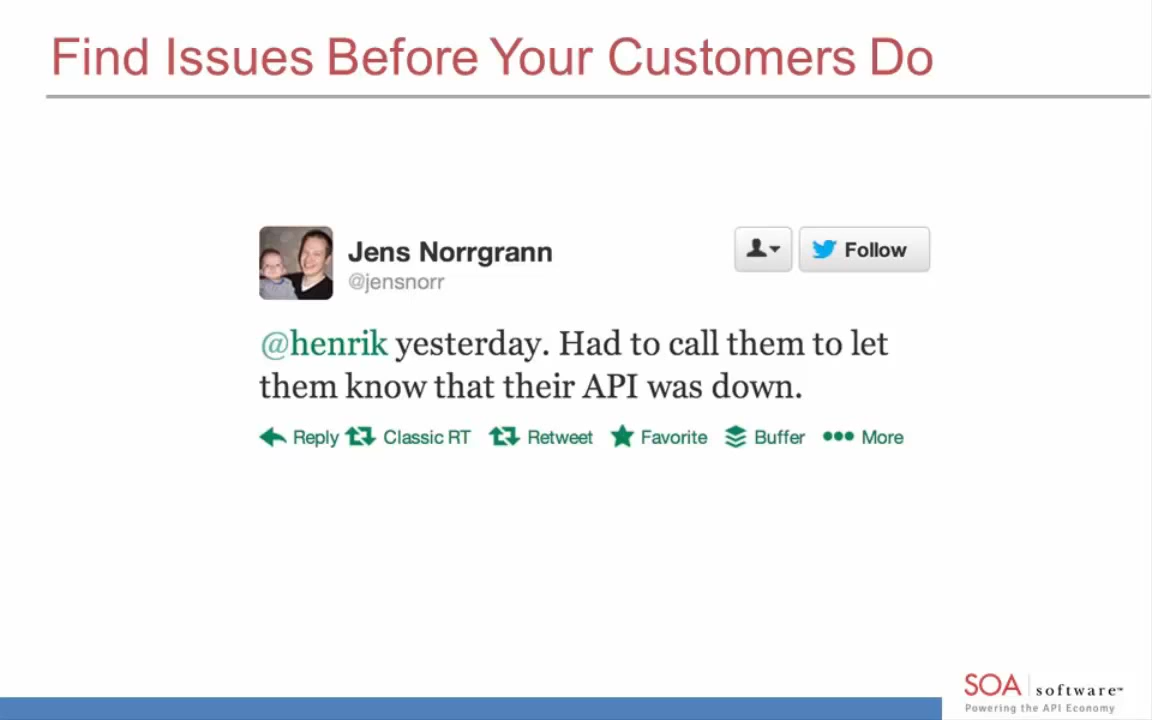 Find Issues Before Your Customers Do
Jens Norrgrann
@jensnorr
Follow
@henrik yesterday. Had to call them to let
them know that their API was down.
Reply Classic RT Retweet Favorite Buffer More
SOA software™
Powering the API Economy